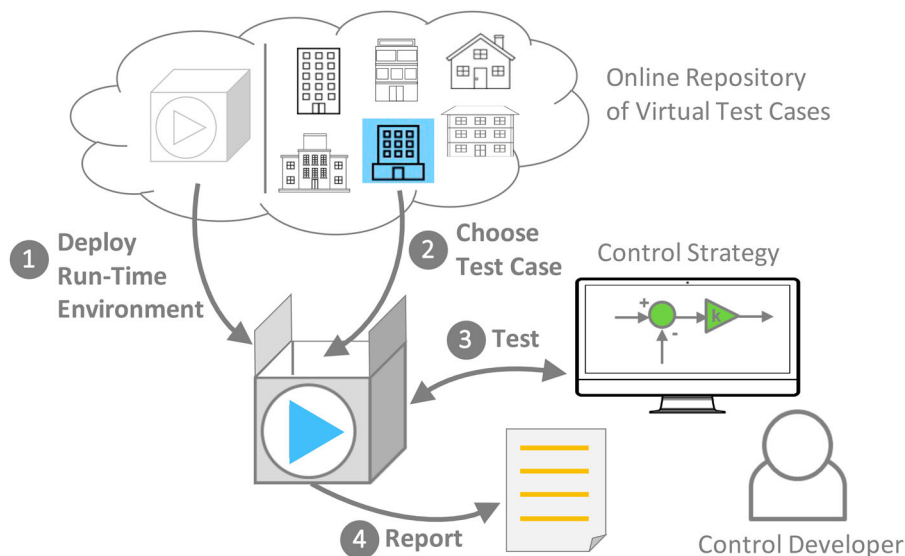 Online Repository
of Virtual Test Cases
1 Deploy
Run-Time
Environment
2 Choose
Test Case
Control Strategy
+
k
-
3 Test
4 Report
Control Developer